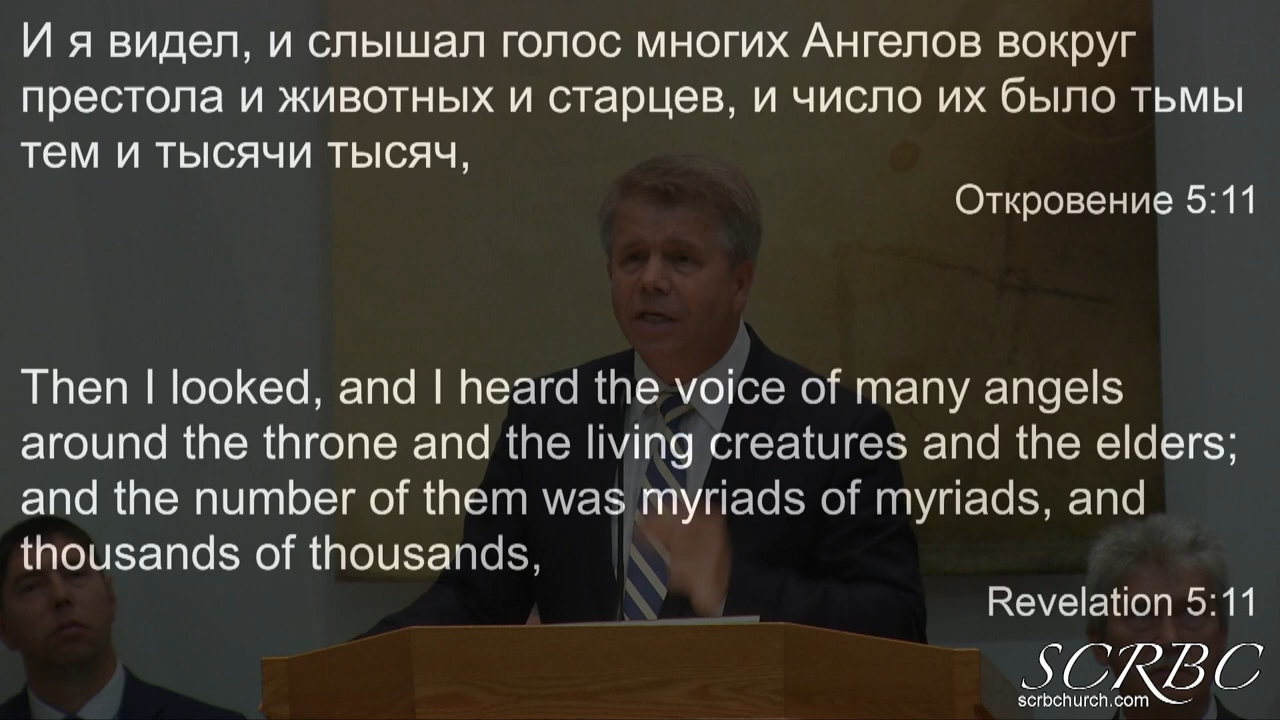 И я видел, и слышал голос многих Ангелов вокруг
престола и животных и старцев, и число их было тьмы
тем и тысячи тысяч,
Откровение 5:11
Then I looked, and I heard the voice of many angels
around the throne and the living creatures and the elders;
and the number of them was myriads of myriads, and
thousands of thousands,
Revelation 5:11
SCRBC
scrbchurch.com